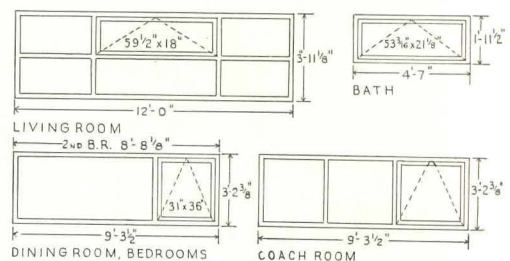 59 1/2" x 18"
3'-11 1/8"
12'-0"
LIVING ROOM
53 3/16 x 21 1/8"
1'-11 1/2"
4'-7"
BATH
2ND B.R. 8'-8 1/8"
31" x 36"
3'-2 3/8"
9'-3 1/2"
DINING ROOM, BEDROOMS
3'-2 3/8"
9'-3 1/2"
COACH ROOM